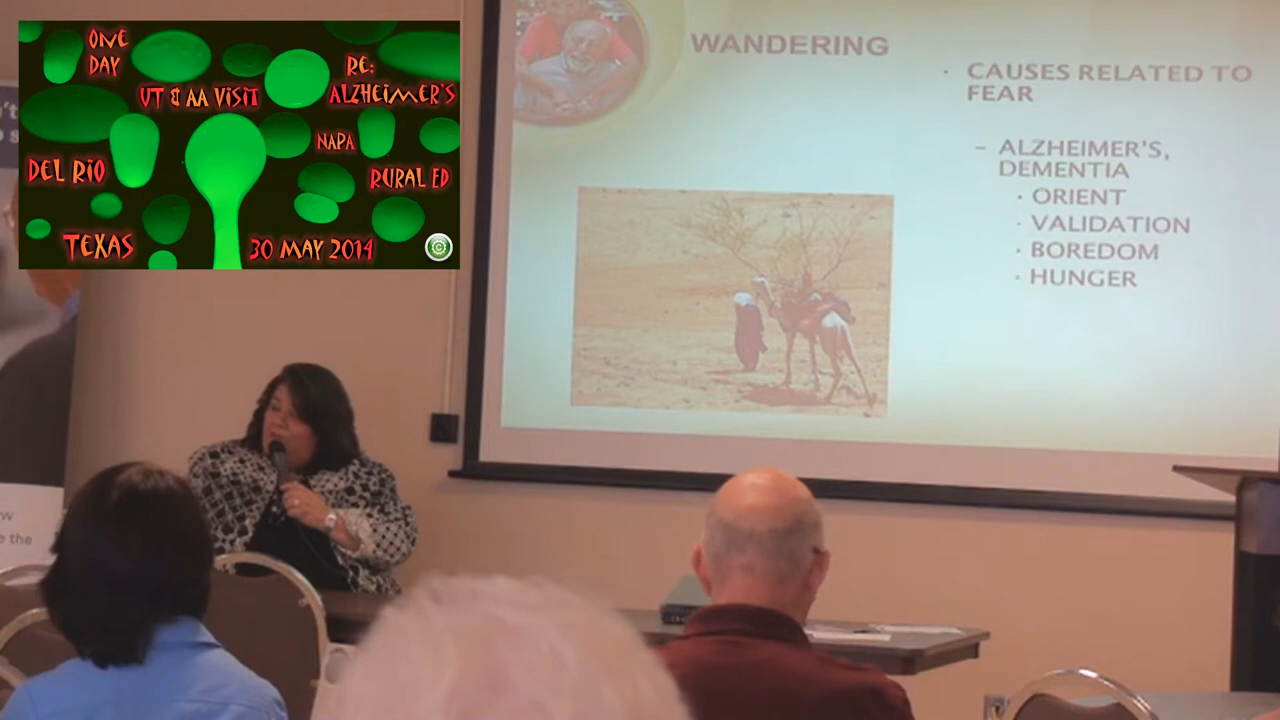 ONE
DAY
RE:
UT & AA VISIT
ALZHEIMER'S
NAPA
DEL RIO
RURAL ED
TEXAS
30 MAY 2014
WANDERING
· CAUSES RELATED TO
FEAR
– ALZHEIMER'S,
DEMENTIA
· ORIENT
· VALIDATION
· BOREDOM
· HUNGER
e the